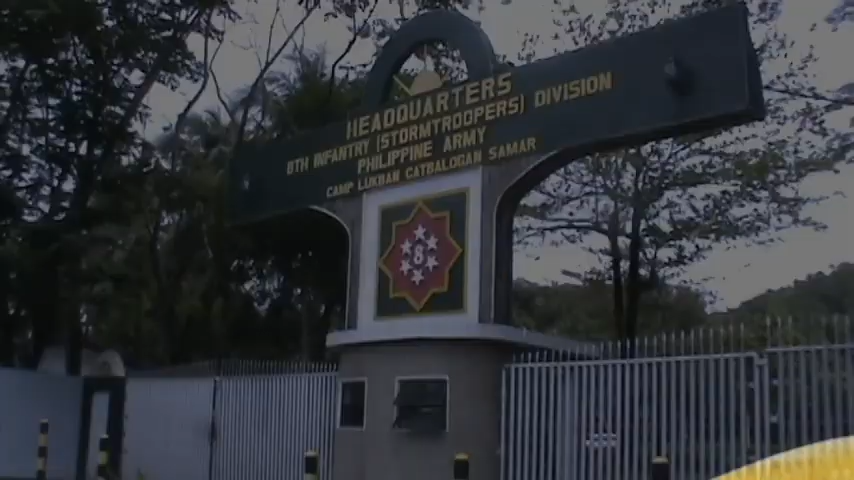 HEADQUARTERS
8TH INFANTRY (STORMTROOPERS) DIVISION
PHILIPPINE ARMY
CAMP LUKBAN CATBALOGAN SAMAR
8